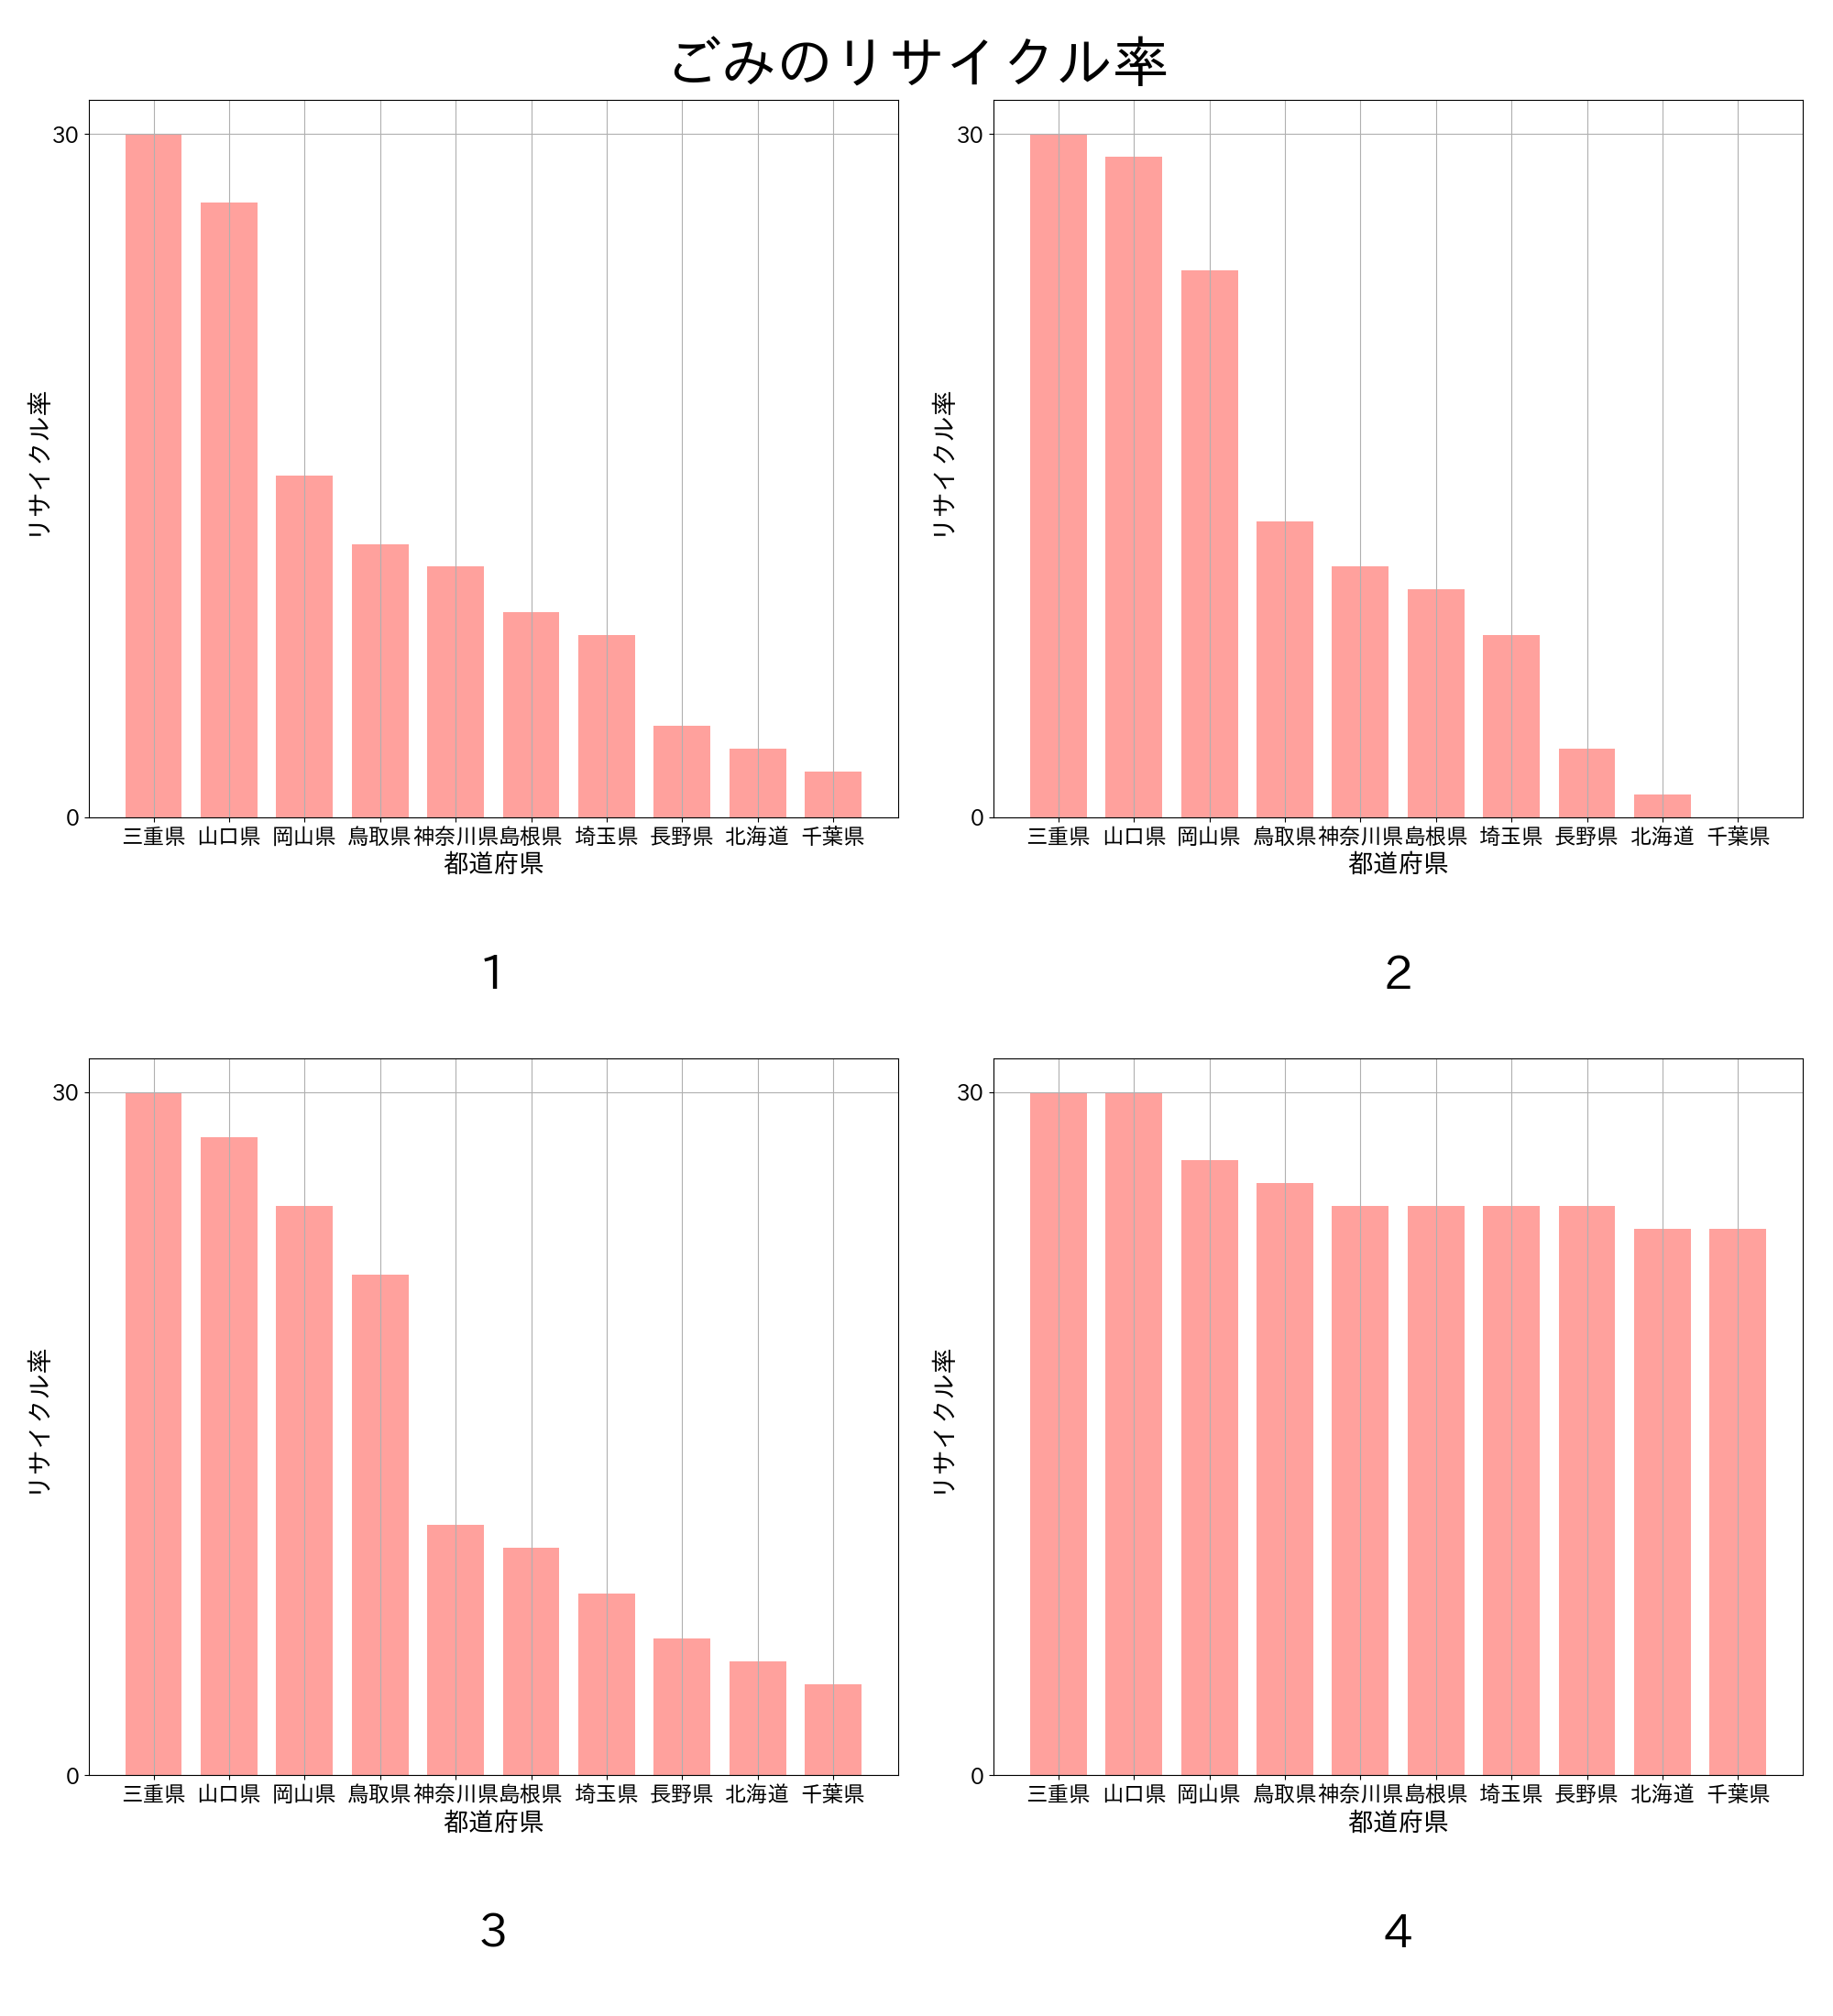 ごみのリサイクル率
30
0
リサイクル率
三重県 山口県 岡山県 鳥取県 神奈川県 島根県 埼玉県 長野県 北海道 千葉県
都道府県
1
30
0
リサイクル率
三重県 山口県 岡山県 鳥取県 神奈川県 島根県 埼玉県 長野県 北海道 千葉県
都道府県
2
30
0
リサイクル率
三重県 山口県 岡山県 鳥取県 神奈川県 島根県 埼玉県 長野県 北海道 千葉県
都道府県
3
30
0
リサイクル率
三重県 山口県 岡山県 鳥取県 神奈川県 島根県 埼玉県 長野県 北海道 千葉県
都道府県
4